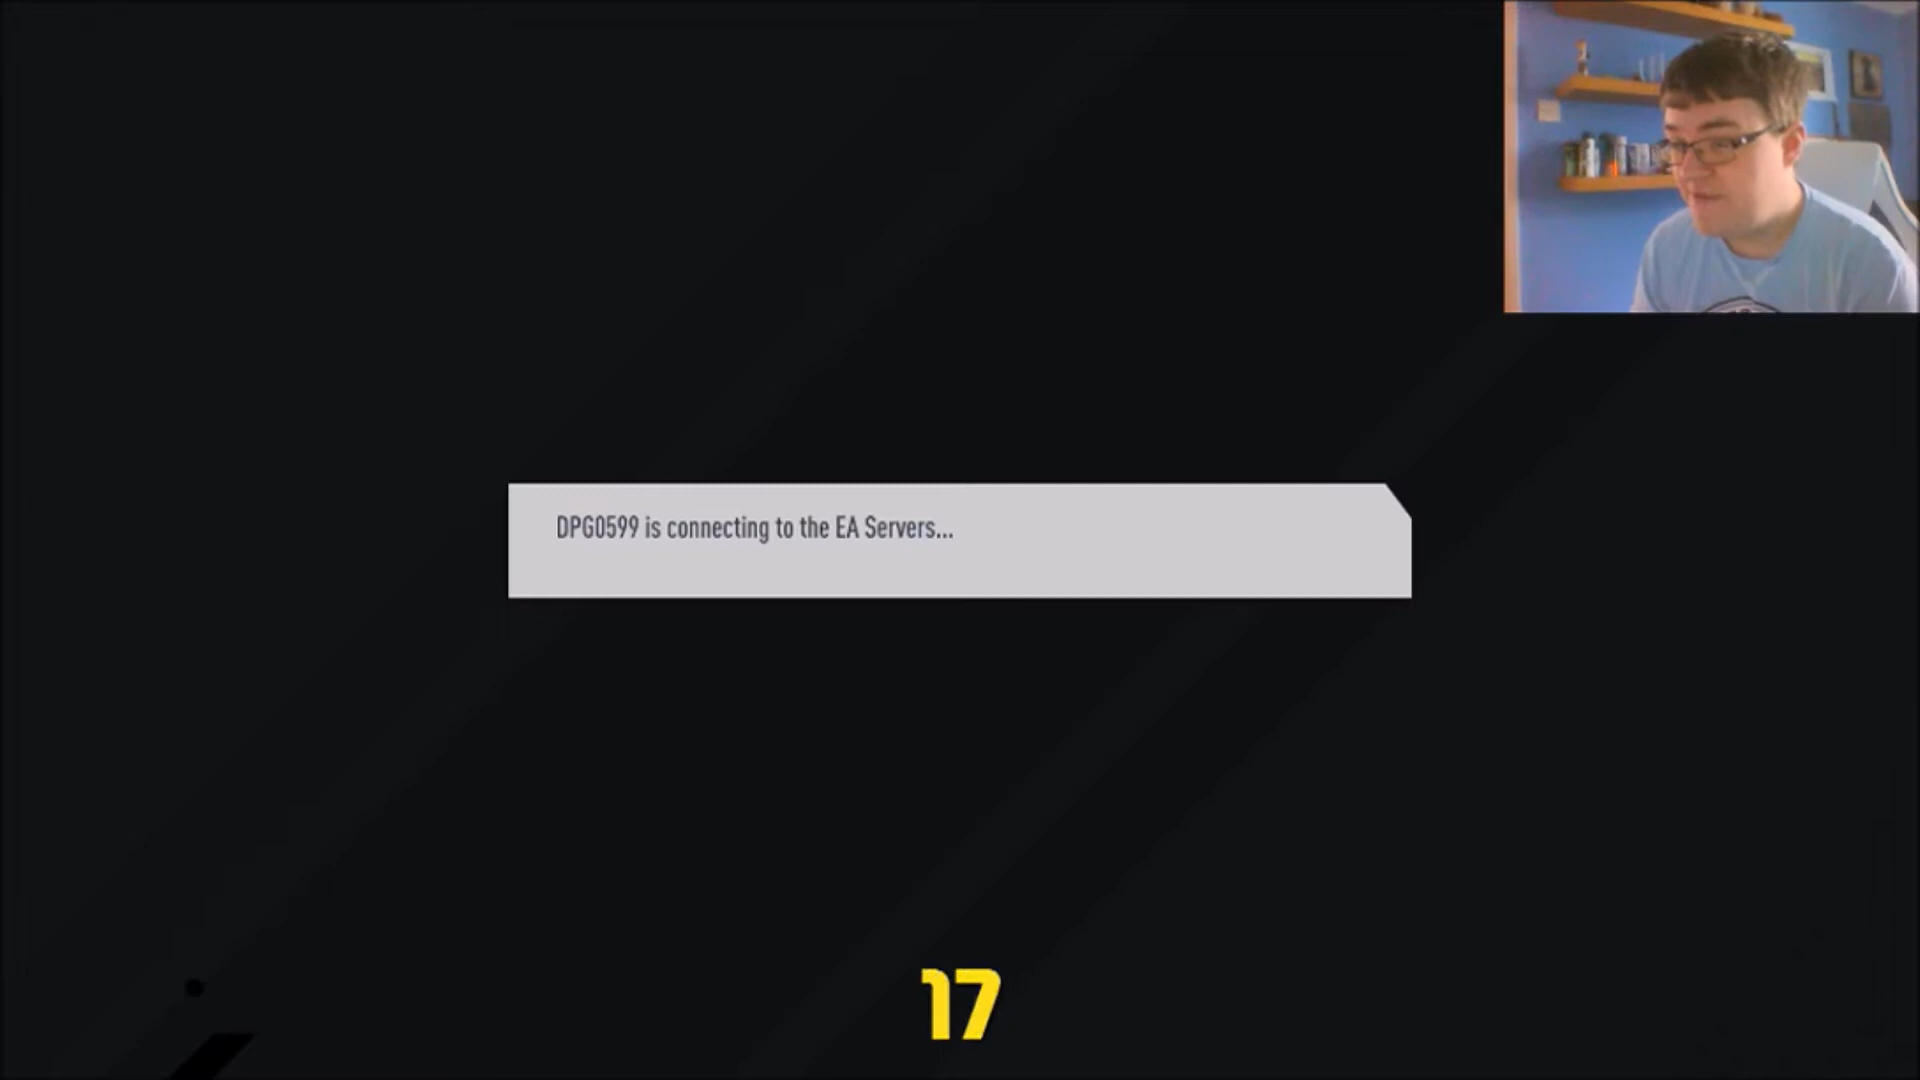 DPG0599 is connecting to the EA Servers...
17